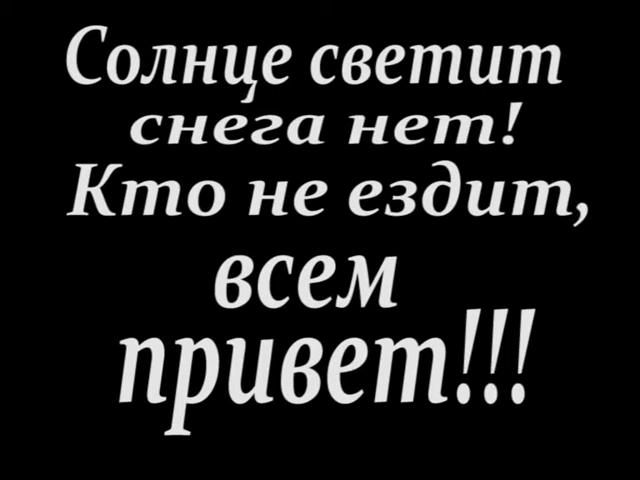 Солнце светит
снега нет!
Кто не ездит,
всем
привет!!!